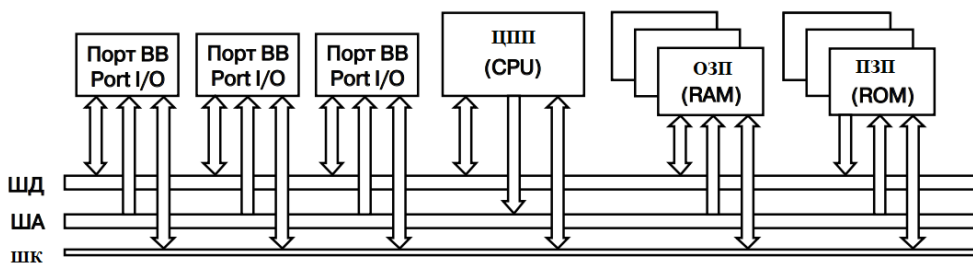 Порт ВВ
Port I/O
Порт ВВ
Port I/O
Порт ВВ
Port I/O
ЦПП
(CPU)
ОЗП
(RAM)
ПЗП
(ROM)
ШД
ША
ШК